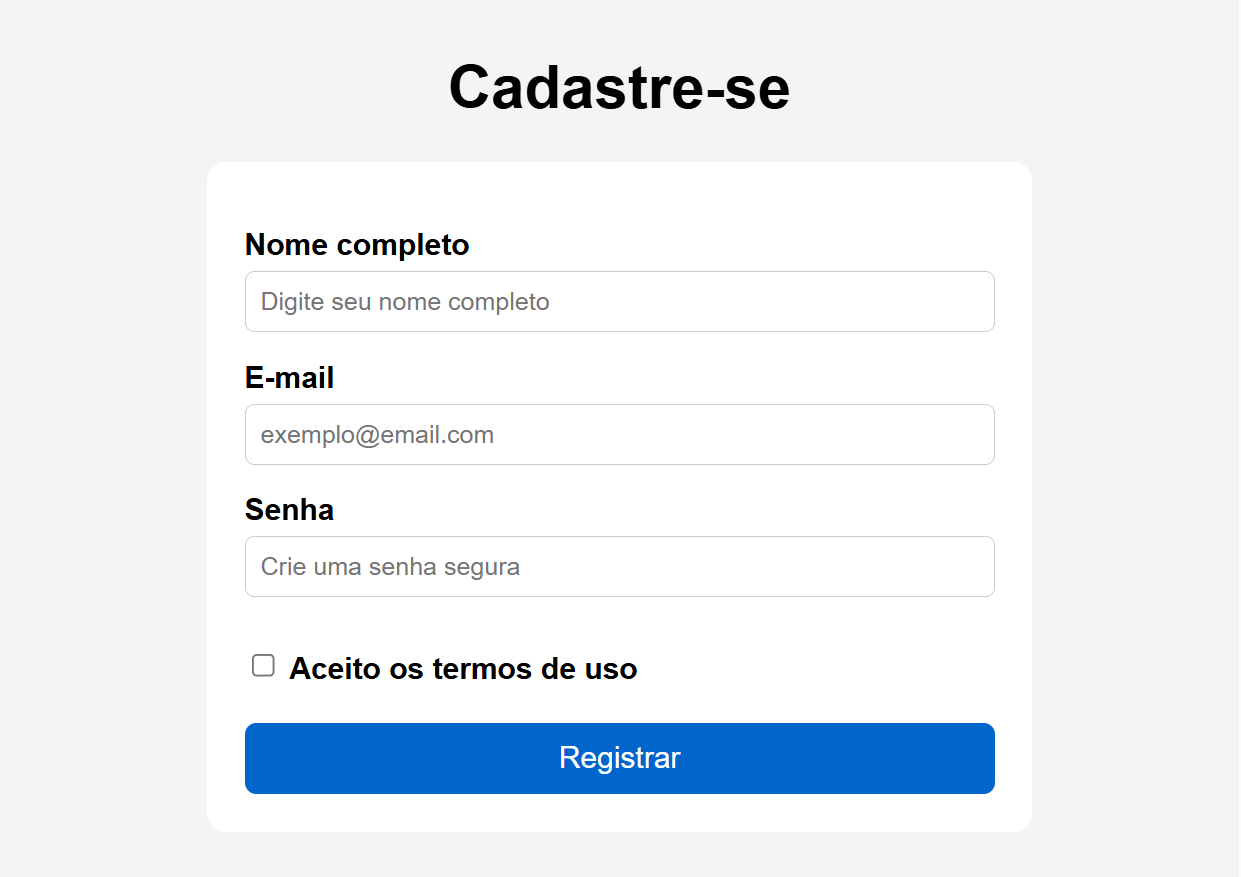 Cadastre-se
Nome completo
Digite seu nome completo
E-mail
exemplo@email.com
Senha
Crie uma senha segura
Aceito os termos de uso
Registrar